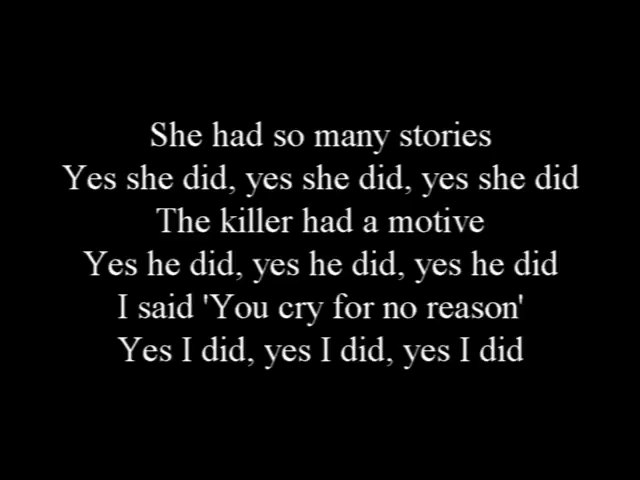 She had so many stories
Yes she did, yes she did, yes she did
The killer had a motive
Yes he did, yes he did, yes he did
I said 'You cry for no reason'
Yes I did, yes I did, yes I did